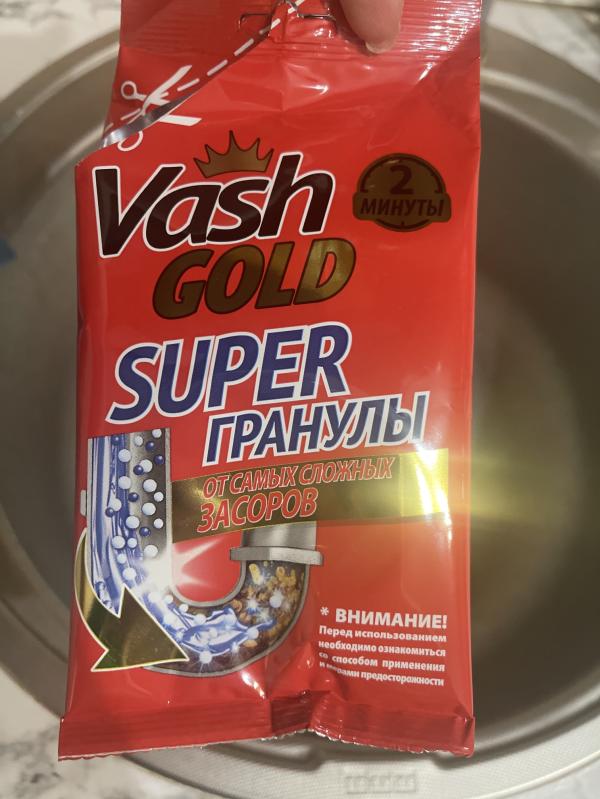 Vash
GOLD
2
МИНУТЫ
SUPER
ГРАНУЛЫ
ОТ САМЫХ СЛОЖНЫХ
ЗАСОРОВ
* ВНИМАНИЕ!
Перед использованием
необходимо ознакомиться
со способом применения
и мерами предосторожности